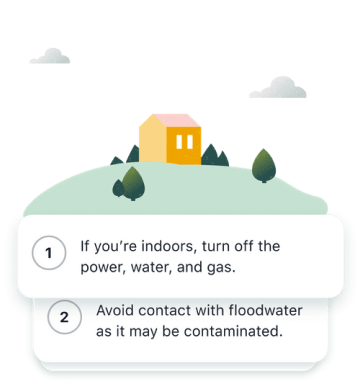 1
If you’re indoors, turn off the
power, water, and gas.
2
Avoid contact with floodwater
as it may be contaminated.